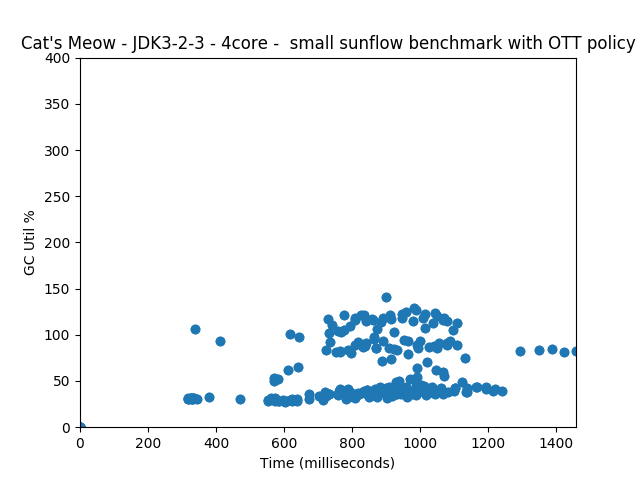 Cat's Meow - JDK3-2-3 - 4core -  small sunflow benchmark with OTT policy
400
350
300
250
200
150
100
50
0
GC Util %
0 200 400 600 800 1000 1200 1400
Time (milliseconds)